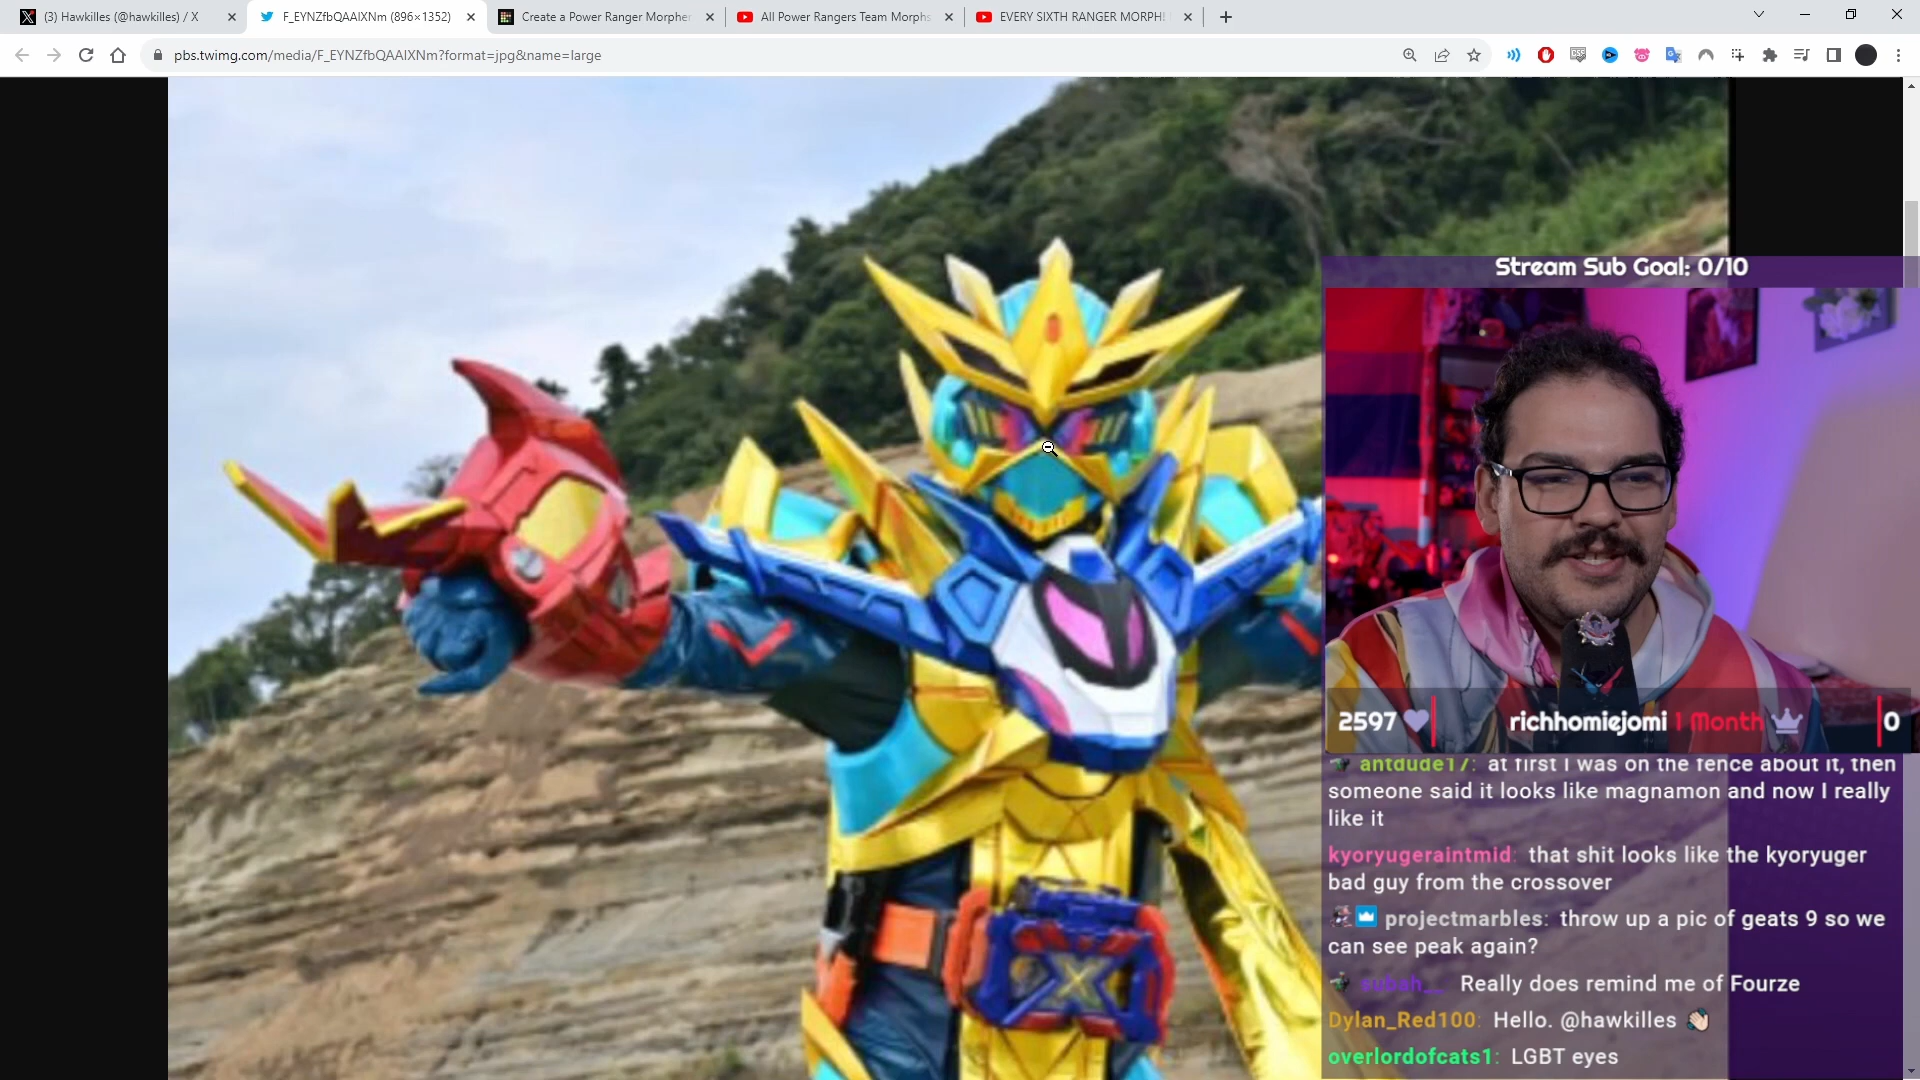 (3) Hawkilles (@hawkilles) / X
F_EYNZfbQAAlXNm (896×1352)
Create a Power Ranger Morpher
All Power Rangers Team Morphs
EVERY SIXTH RANGER MORPH!
pbs.twimg.com/media/F_EYNZfbQAAlXNm?format=jpg&name=large
Stream Sub Goal: 0/10
2597
richhomiejomi 1 Month
0
antdude17: at first I was on the fence about it, then
someone said it looks like magnamon and now I really
like it
kyoryugeraintmid: that shit looks like the kyoryuger
bad guy from the crossover
projectmarbles: throw up a pic of geats 9 so we
can see peak again?
subah__ Really does remind me of Fourze
Dylan_Red100: Hello. @hawkilles
overlordofcats1: LGBT eyes